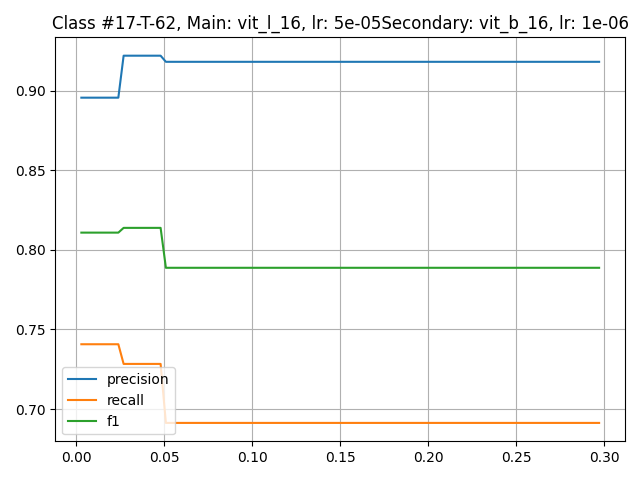 Class #17-T-62, Main: vit_l_16, lr: 5e-05Secondary: vit_b_16, lr: 1e-06
0.90
0.85
0.80
0.75
0.70
precision
recall
f1
0.00 0.05 0.10 0.15 0.20 0.25 0.30